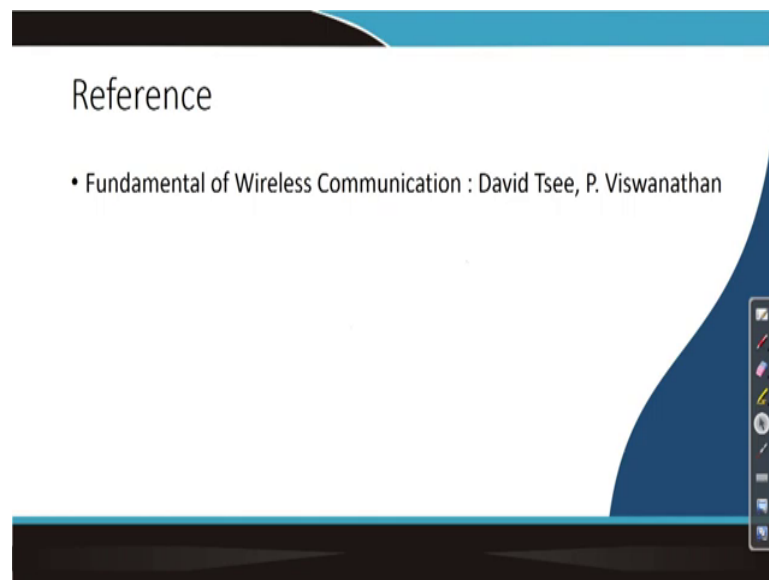 Reference
• Fundamental of Wireless Communication : David Tsee, P. Viswanathan